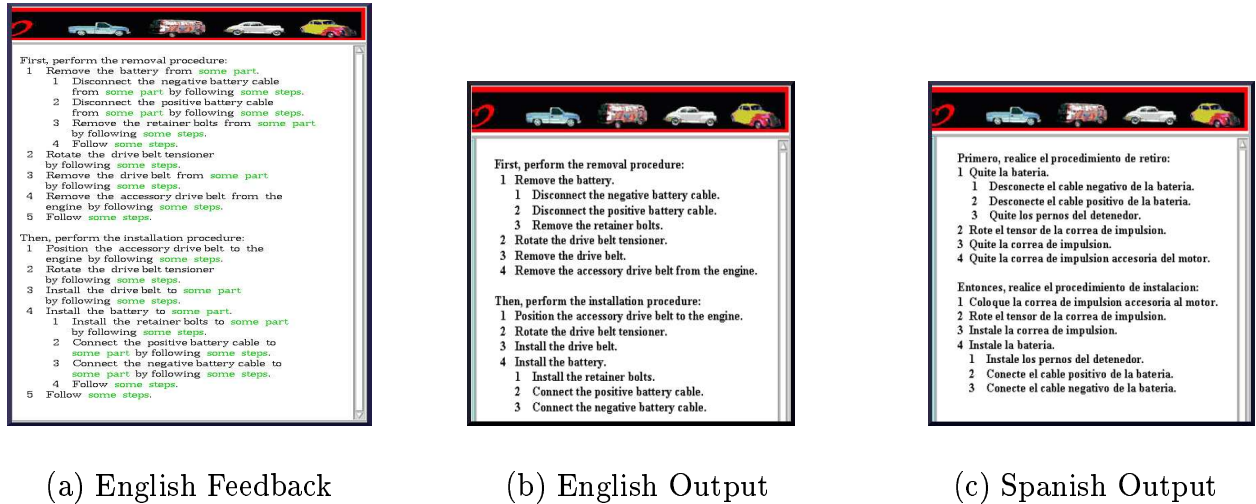 First, perform the removal procedure:
1 Remove the battery from some part.
1 Disconnect the negative battery cable
from some part by following some steps.
2 Disconnect the positive battery cable
from some part by following some steps.
3 Remove the retainer bolts from some part
by following some steps.
4 Follow some steps.
2 Rotate the drive belt tensioner
by following some steps.
3 Remove the drive belt from some part
by following some steps.
4 Remove the accessory drive belt from the
engine by following some steps.
5 Follow some steps.
Then, perform the installation procedure:
1 Position the accessory drive belt to the
engine by following some steps.
2 Rotate the drive belt tensioner
by following some steps.
3 Install the drive belt to some part
by following some steps.
4 Install the battery to some part.
1 Install the retainer bolts to some part
by following some steps.
2 Connect the positive battery cable to
some part by following some steps.
3 Connect the negative battery cable to
some part by following some steps.
4 Follow some steps.
5 Follow some steps.
(a) English Feedback
First, perform the removal procedure:
1 Remove the battery.
1 Disconnect the negative battery cable.
2 Disconnect the positive battery cable.
3 Remove the retainer bolts.
2 Rotate the drive belt tensioner.
3 Remove the drive belt.
4 Remove the accessory drive belt from the engine.
Then, perform the installation procedure:
1 Position the accessory drive belt to the engine.
2 Rotate the drive belt tensioner.
3 Install the drive belt.
4 Install the battery.
1 Install the retainer bolts.
2 Connect the positive battery cable.
3 Connect the negative battery cable.
(b) English Output
Primero, realice el procedimiento de retiro:
1 Quite la bateria.
1 Desconecte el cable negativo de la bateria.
2 Desconecte el cable positivo de la bateria.
3 Quite los pernos del detenedor.
2 Rote el tensor de la correa de impulsion.
3 Quite la correa de impulsion.
4 Quite la correa de impulsion accesoria del motor.
Entonces, realice el procedimiento de instalacion:
1 Coloque la correa de impulsion accesoria al motor.
2 Rote el tensor de la correa de impulsion.
3 Instale la correa de impulsion.
4 Instale la bateria.
1 Instale los pernos del detenedor.
2 Conecte el cable positivo de la bateria.
3 Conecte el cable negativo de la bateria.
(c) Spanish Output